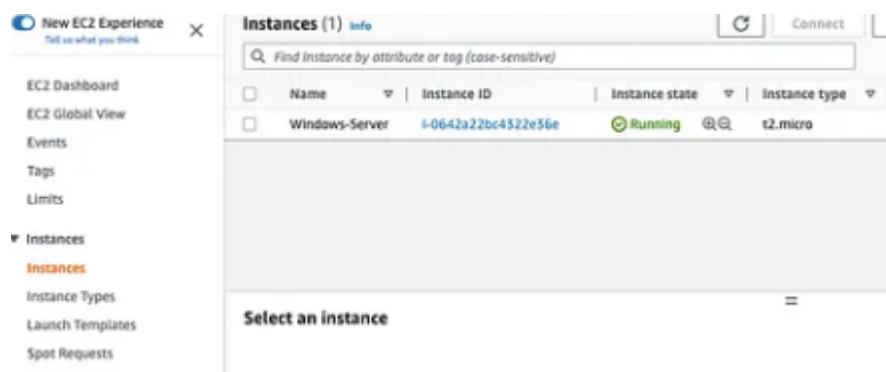 New EC2 Experience
Tell us what you think
EC2 Dashboard
EC2 Global View
Events
Tags
Limits
Instances
Instances
Instance Types
Launch Templates
Spot Requests
Instances (1) Info
Connect
Find instance by attribute or tag (case-sensitive)
Name | Instance ID | Instance state | Instance type
Windows-Server i-0642a22bc4322e36e Running t2.micro
Select an instance